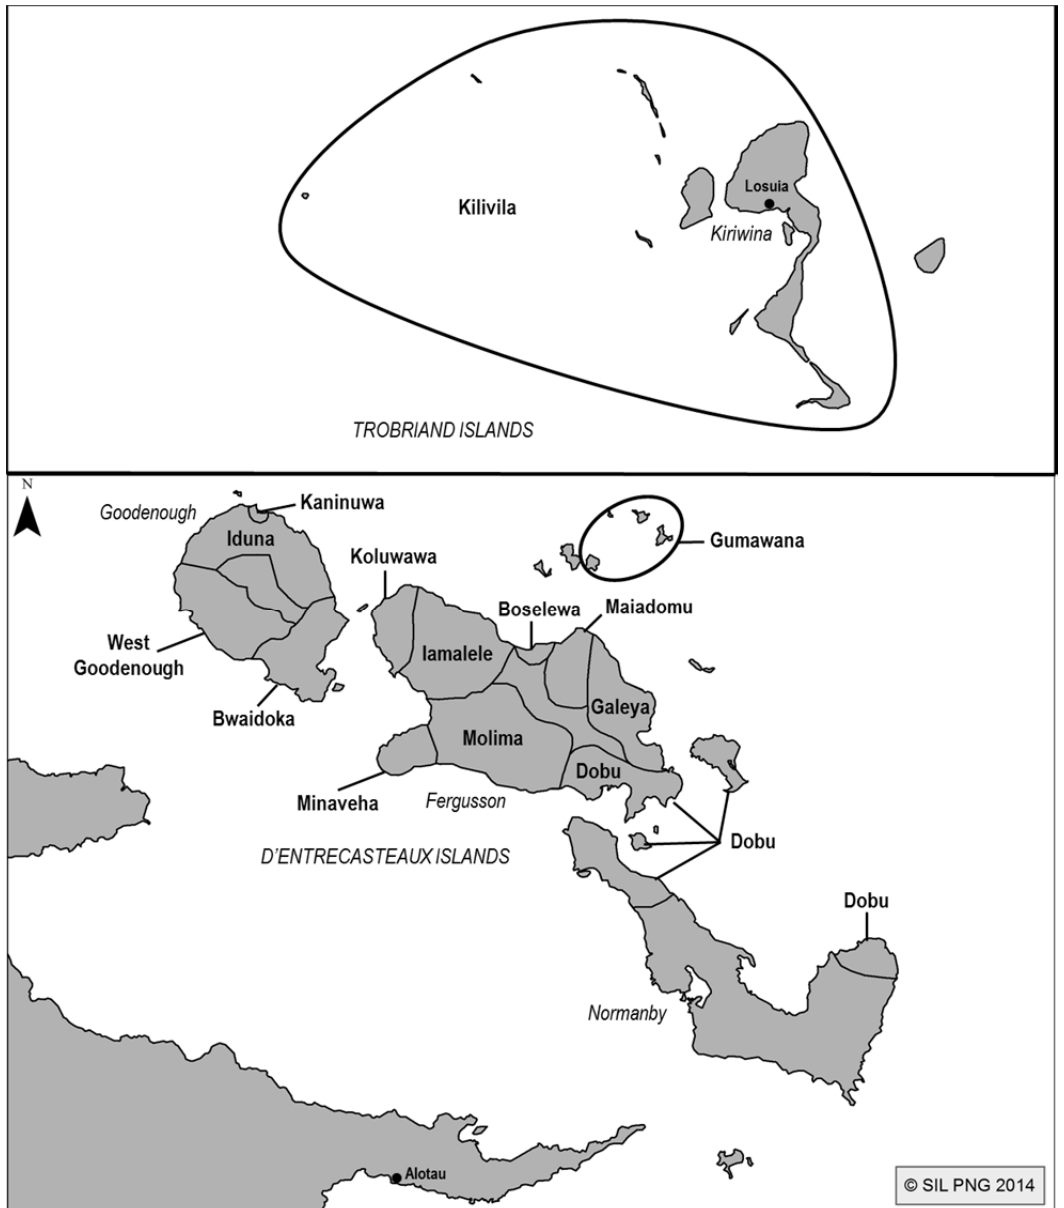 Kilivila
Losuia
Kiriwina
TROBRIAND ISLANDS
N
Goodenough
Kaninuwa
Iduna
Koluwawa
Gumawana
Boselewa
Maiadomu
West
Goodenough
Iamalele
Galeya
Bwaidoka
Molima
Dobu
Minaveha
Fergusson
Dobu
D'ENTRECASTEAUX ISLANDS
Dobu
Normanby
Alotau
© SIL PNG 2014